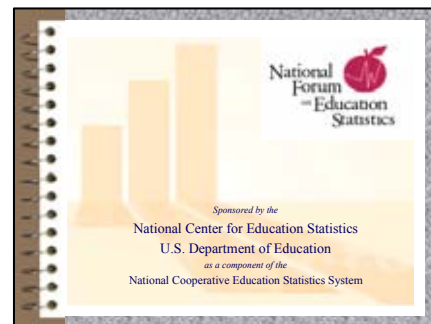 National
Forum
on Education
Statistics
Sponsored by the
National Center for Education Statistics
U.S. Department of Education
as a component of the
National Cooperative Education Statistics System